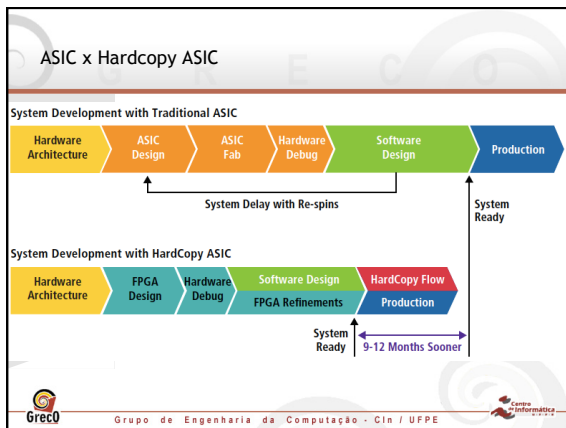 ASIC x Hardcopy ASIC
G R E C O
System Development with Traditional ASIC
Hardware Architecture
ASIC Design
ASIC Fab
Hardware Debug
Software Design
Production
System Delay with Re-spins
System Ready
System Development with HardCopy ASIC
Hardware Architecture
FPGA Design
Hardware Debug
Software Design
FPGA Refinements
HardCopy Flow
Production
System Ready
9-12 Months Sooner
GrecO
Grupo de Engenharia da Computação - CIn / UFPE
Centro de Informática
UFPE